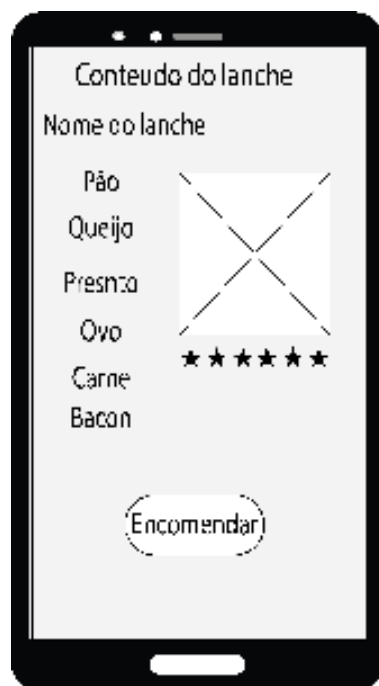 Conteudo do lanche
Nome do lanche
Pão
Queijo
Presnto
Ovo
Carne
Bacon
Encomendar